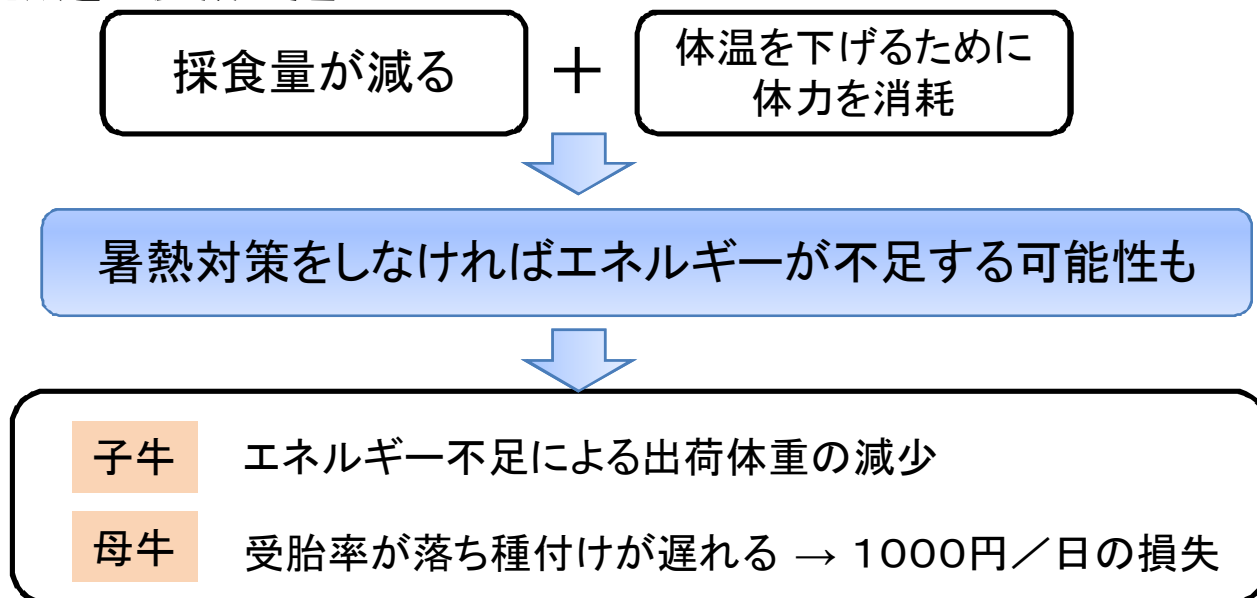 採食量が減る
＋
体温を下げるために
体力を消耗
暑熱対策をしなければエネルギーが不足する可能性も
子牛 エネルギー不足による出荷体重の減少
母牛 受胎率が落ち種付けが遅れる → 1000円／日の損失